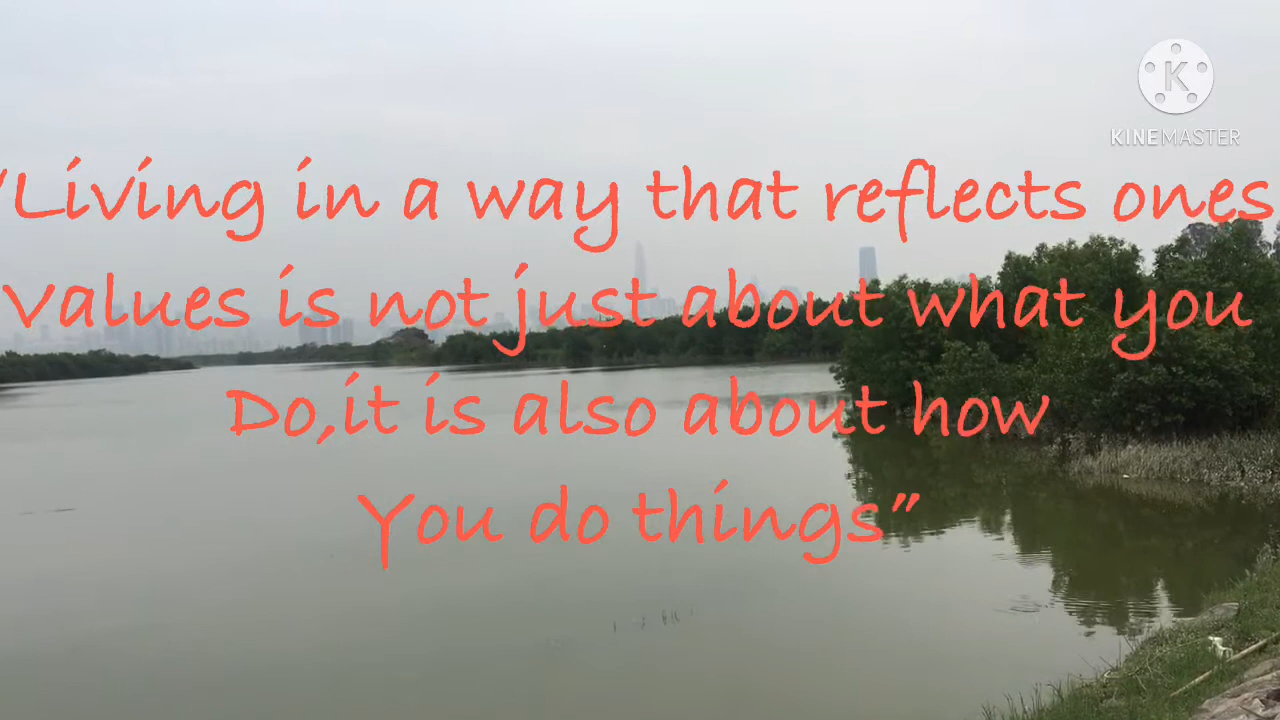 K
KINEMASTER
“Living in a way that reflects ones
Values is not just about what you
Do,it is also about how
You do things”